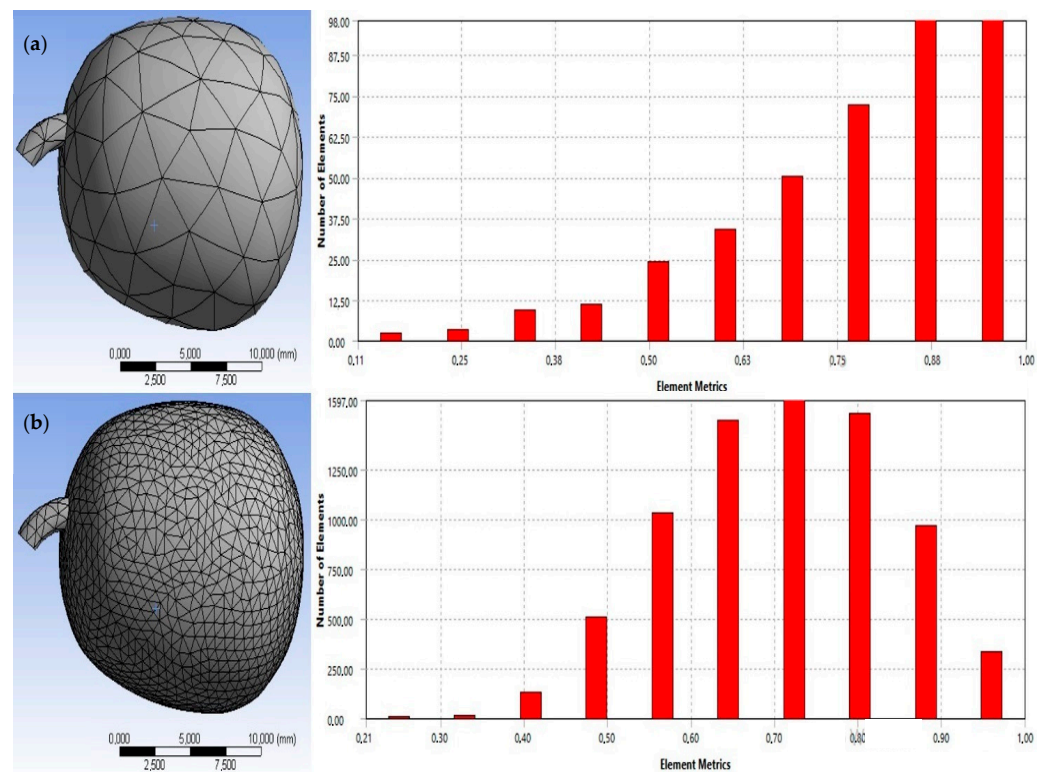 (a)
0,000 5,000 10,000 (mm)
2,500 7,500
Number of Elements
98,00
87,50
75,00
62,50
50,00
37,50
25,00
12,50
0,00
0,11 0,25 0,38 0,50 0,63 0,75 0,88 1,00
Element Metrics
(b)
0,000 5,000 10,000 (mm)
2,500 7,500
Number of Elements
1597,00
1250,00
1000,00
750,00
500,00
250,00
0,00
0,21 0,30 0,40 0,50 0,60 0,70 0,80 0,90 1,00
Element Metrics